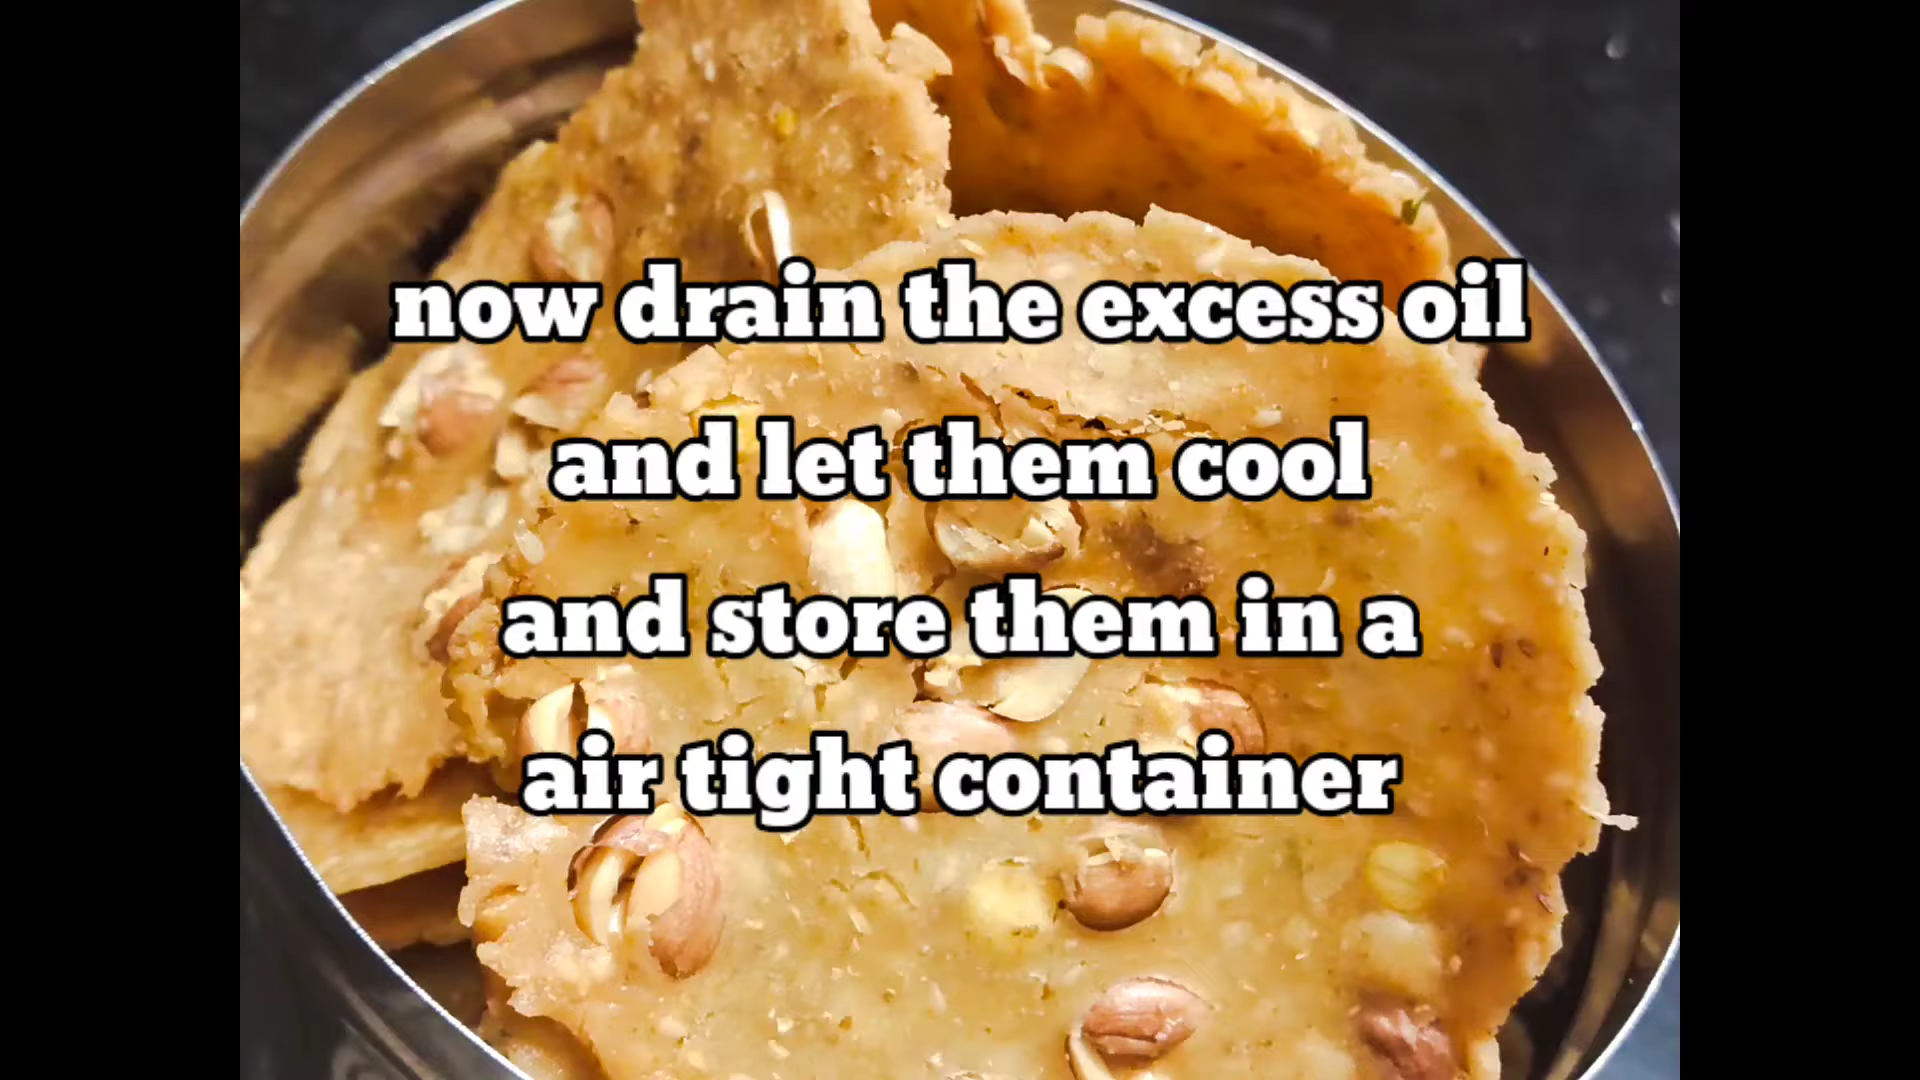 now drain the excess oil
and let them cool
and store them in a
air tight container